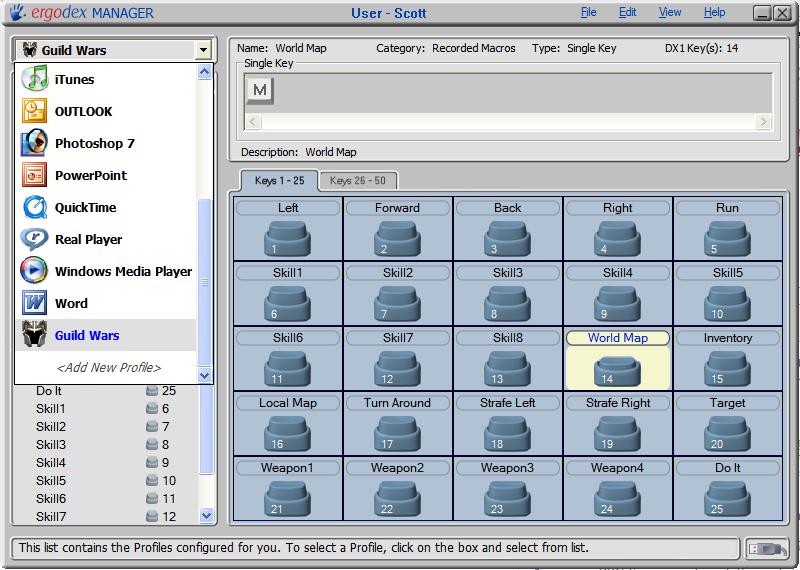 ergodex MANAGER
User - Scott
File Edit View Help
Guild Wars
iTunes
OUTLOOK
Photoshop 7
PowerPoint
QuickTime
Real Player
Windows Media Player
Word
Guild Wars
<Add New Profile>
Do It 25
Skill1 6
Skill2 7
Skill3 8
Skill4 9
Skill5 10
Skill6 11
Skill7 12
Name: World Map Category: Recorded Macros Type: Single Key DX1 Key(s): 14
Single Key
M
Description: World Map
Keys 1 - 25 Keys 26 - 50
Left Forward Back Right Run
1 2 3 4 5
Skill1 Skill2 Skill3 Skill4 Skill5
6 7 8 9 10
Skill6 Skill7 Skill8 World Map Inventory
11 12 13 14 15
Local Map Turn Around Strafe Left Strafe Right Target
16 17 18 19 20
Weapon1 Weapon2 Weapon3 Weapon4 Do It
21 22 23 24 25
This list contains the Profiles configured for you. To select a Profile, click on the box and select from list.